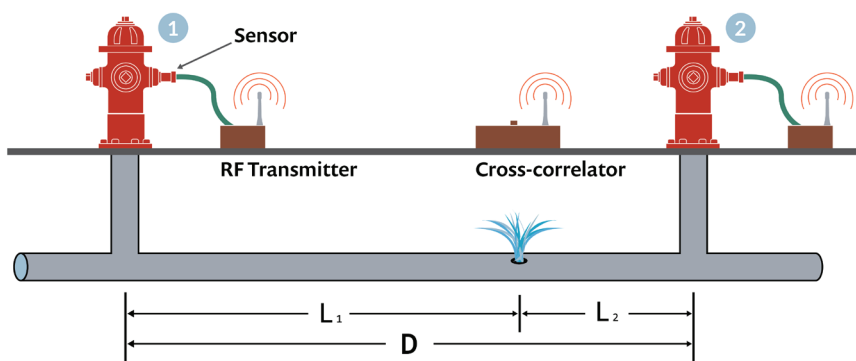 1
2
Sensor
RF Transmitter
Cross-correlator
L₁
L₂
D